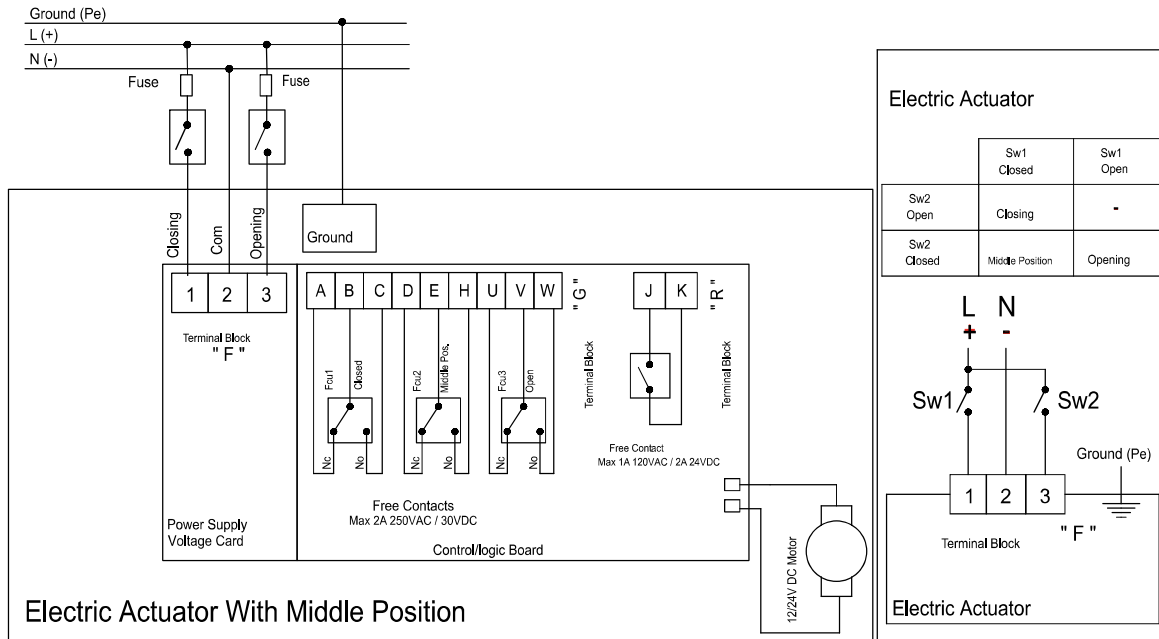 Ground (Pe)
L (+)
N (-)
Fuse
Fuse
Closing
Com
Opening
Ground
1 2 3
Terminal Block
" F "
A B C D E H U V W
" G "
Terminal Block
J K
" R "
Terminal Block
Fcu1
Closed
Fcu2
Middle Pos.
Fcu3
Open
Nc
No
Nc
No
Nc
No
Free Contact
Max 1A 120VAC / 2A 24VDC
Free Contacts
Max 2A 250VAC / 30VDC
Power Supply
Voltage Card
Control/logic Board
12/24V DC Motor
Electric Actuator With Middle Position
Electric Actuator
Sw1
Closed
Sw1
Open
Sw2
Open
Closing
-
Sw2
Closed
Middle Position
Opening
L N
+ -
Sw1
Sw2
Ground (Pe)
1 2 3
Terminal Block
" F "
Electric Actuator